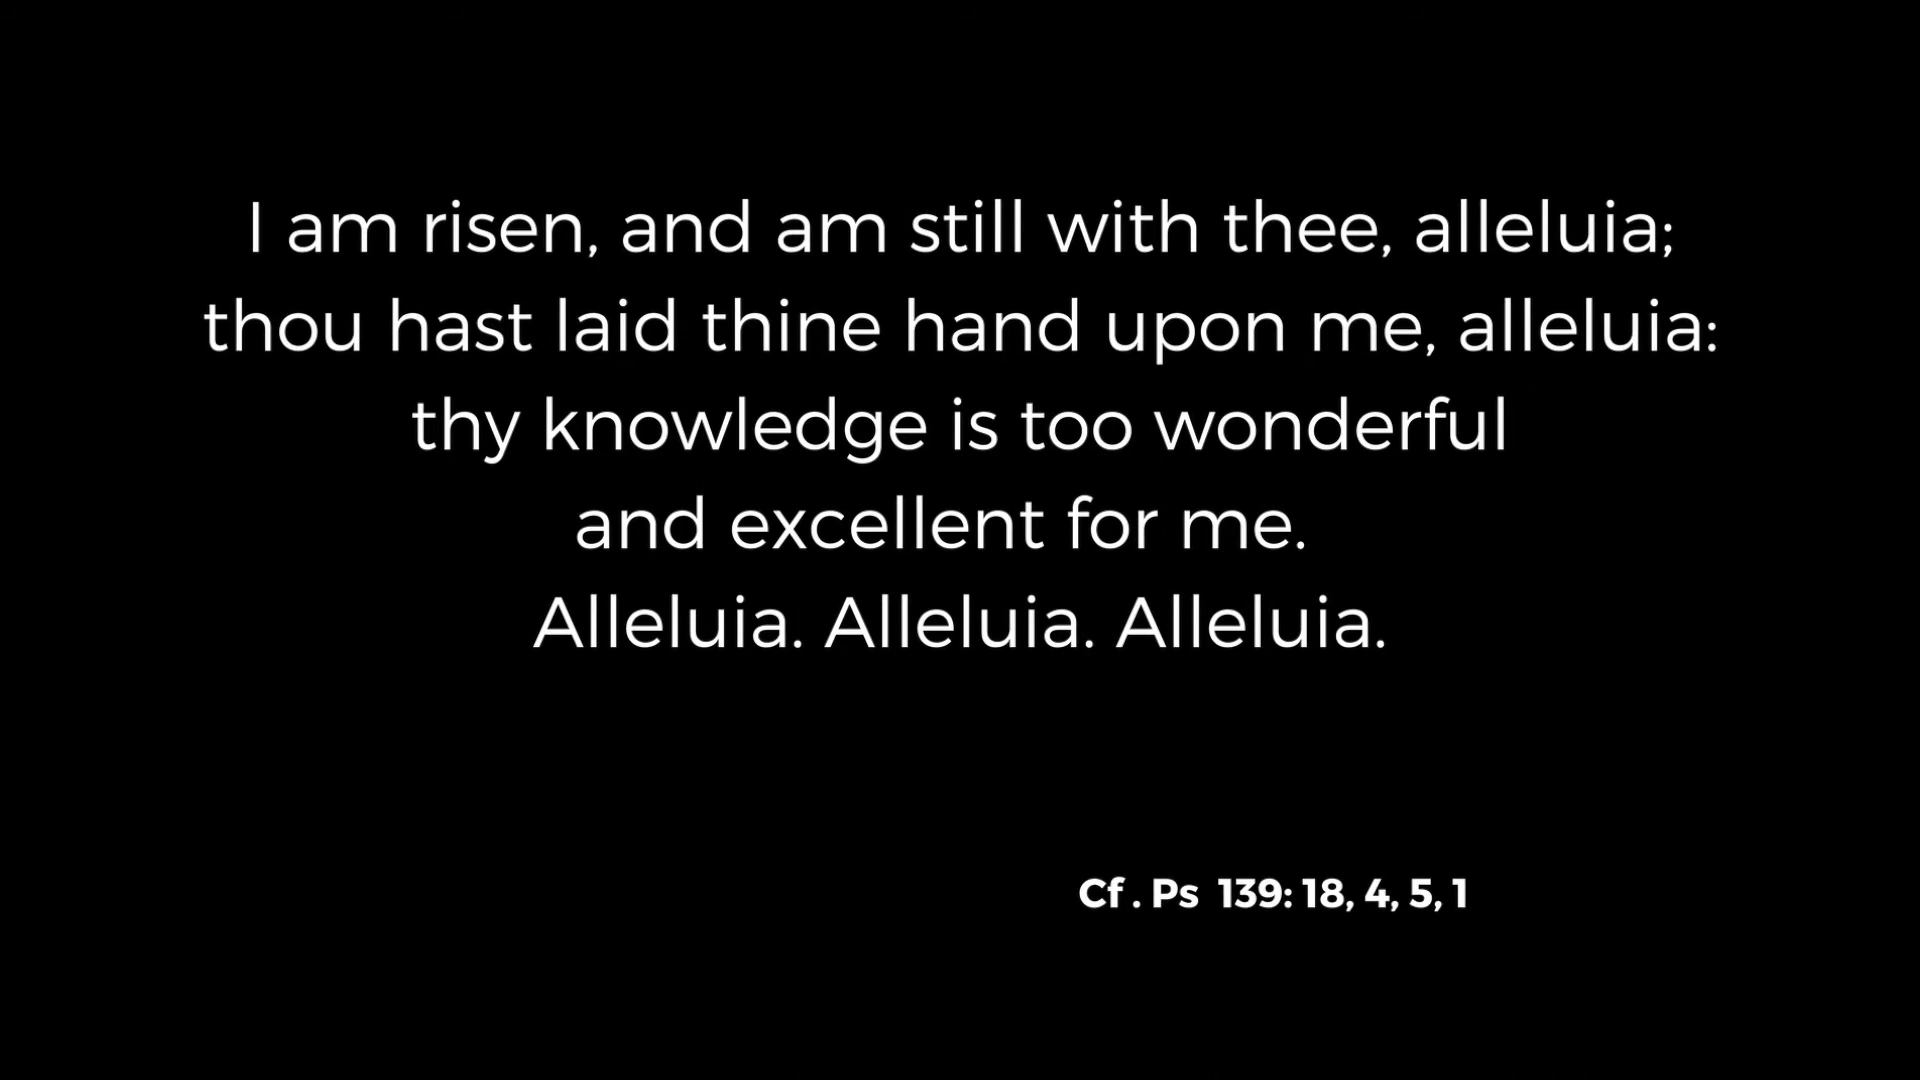 I am risen, and am still with thee, alleluia;
thou hast laid thine hand upon me, alleluia:
thy knowledge is too wonderful
and excellent for me.
Alleluia. Alleluia. Alleluia.
Cf . Ps 139: 18, 4, 5, 1